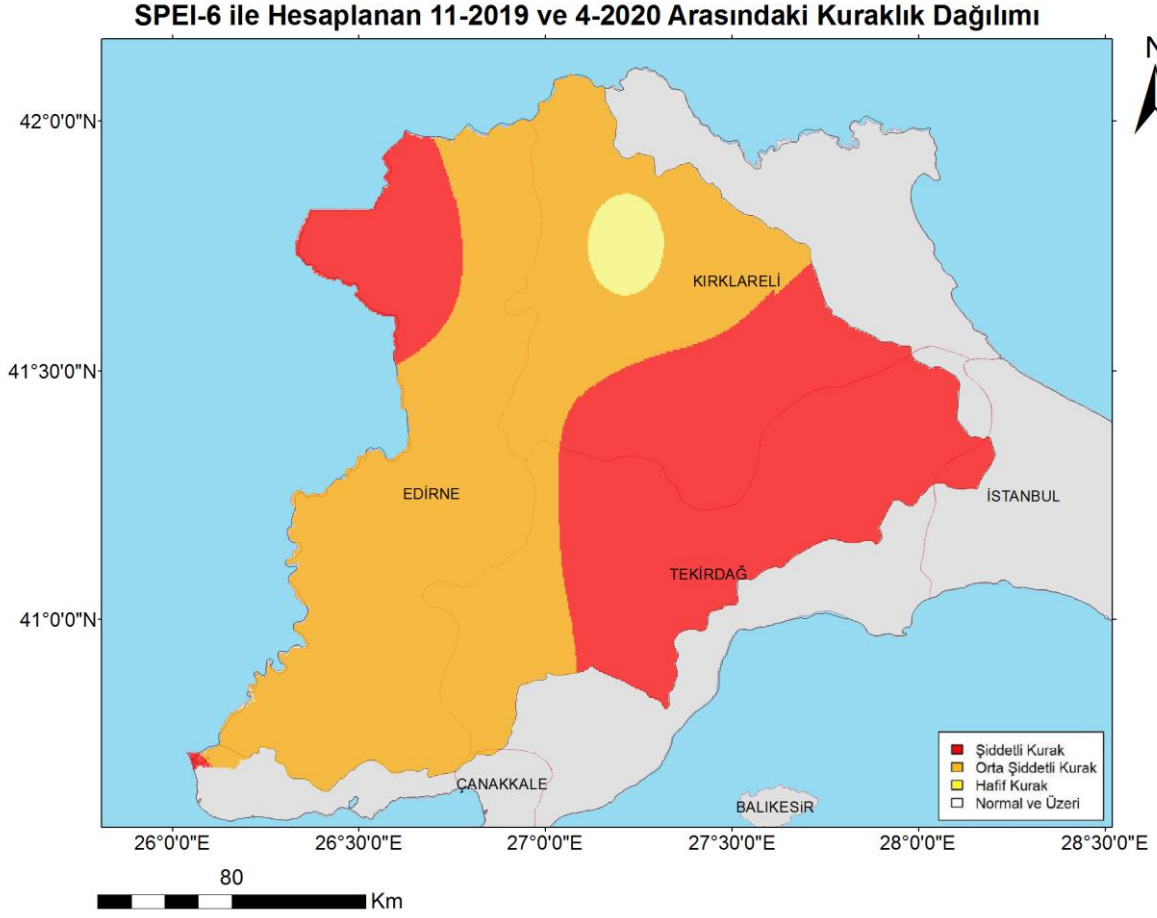 SPEI-6 ile Hesaplanan 11-2019 ve 4-2020 Arasındaki Kuraklık Dağılımı
N
42°0'0"N
KIRKLARELİ
41°30'0"N
EDİRNE
İSTANBUL
TEKİRDAĞ
41°0'0"N
ÇANAKKALE
BALIKESİR
Şiddetli Kurak
Orta Şiddetli Kurak
Hafif Kurak
Normal ve Üzeri
26°0'0"E
26°30'0"E
27°0'0"E
27°30'0"E
28°0'0"E
28°30'0"E
80
Km